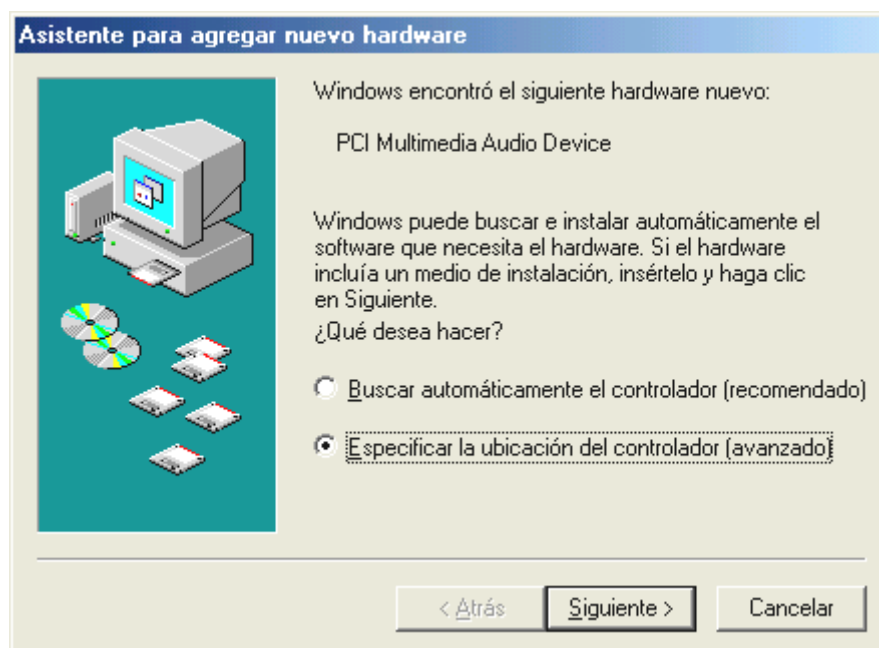 Asistente para agregar nuevo hardware
Windows encontró el siguiente hardware nuevo:
PCI Multimedia Audio Device
Windows puede buscar e instalar automáticamente el
software que necesita el hardware. Si el hardware
incluía un medio de instalación, insértelo y haga clic
en Siguiente.
¿Qué desea hacer?
Buscar automáticamente el controlador (recomendado)
Especificar la ubicación del controlador (avanzado)
< Atrás
Siguiente >
Cancelar